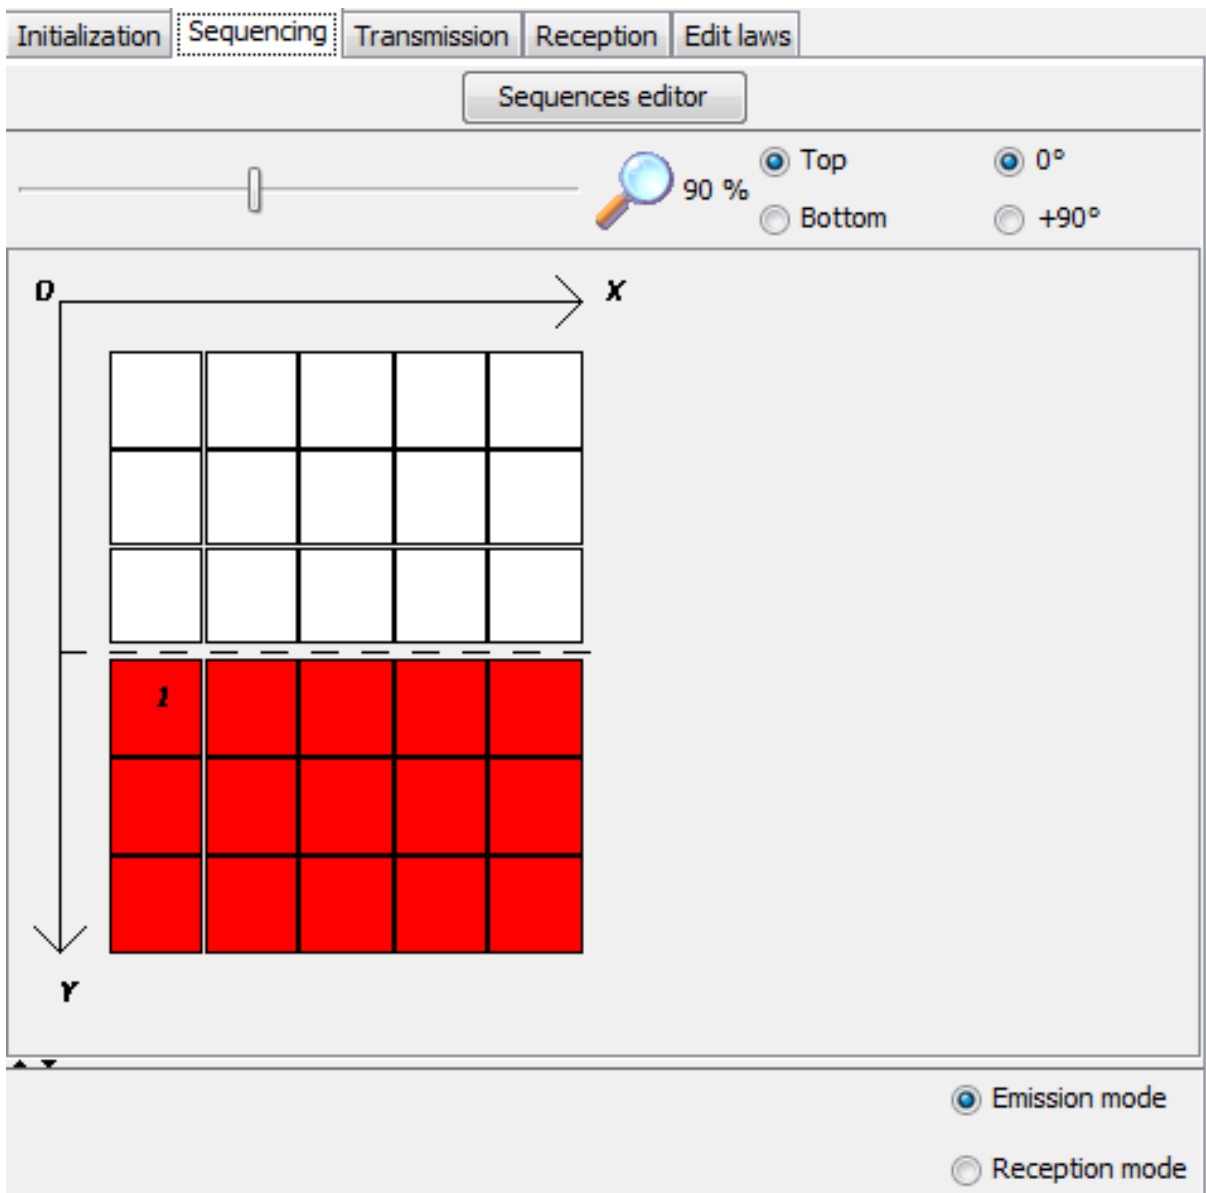 Initialization Sequencing Transmission Reception Edit laws
Sequences editor
90 % Top 0°
Bottom +90°
O X
1
Y
Emission mode
Reception mode